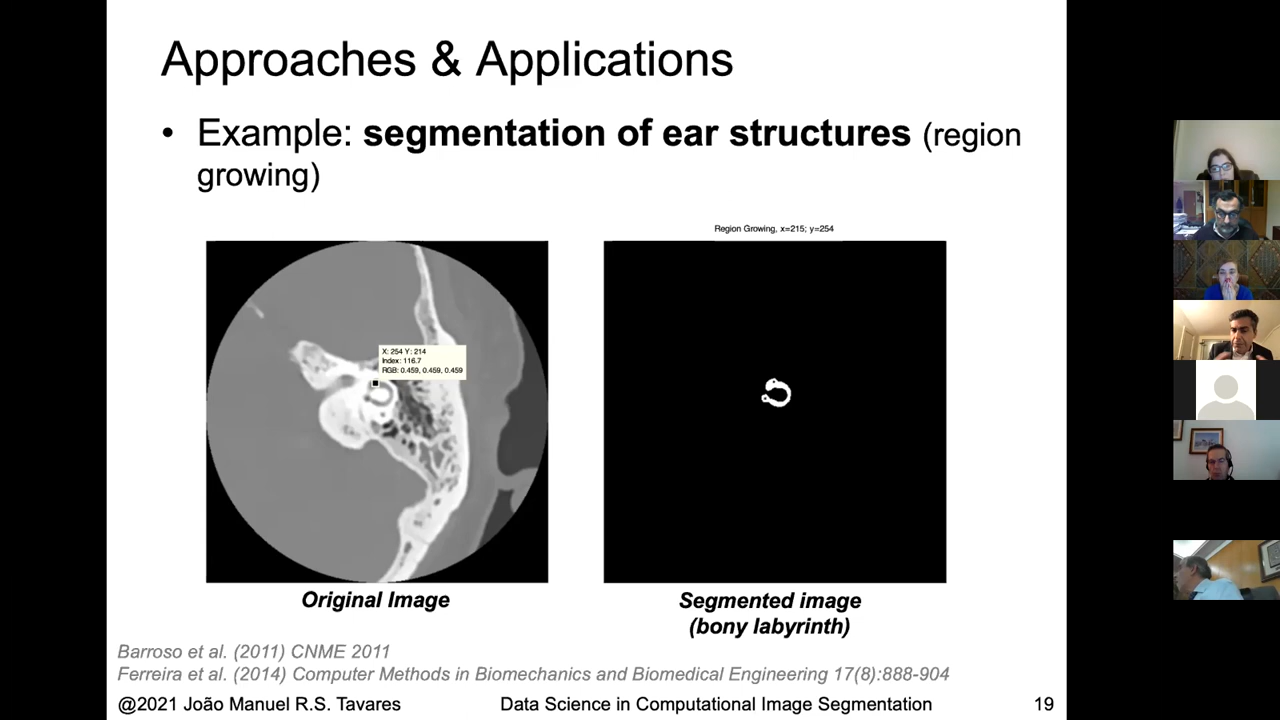 Approaches & Applications
• Example: segmentation of ear structures (region
growing)
Region Growing, x=215; y=254
X: 254 Y: 214
Index: 116.7
RGB: 0.459, 0.459, 0.459
Original Image
Segmented image
(bony labyrinth)
Barroso et al. (2011) CNME 2011
Ferreira et al. (2014) Computer Methods in Biomechanics and Biomedical Engineering 17(8):888-904
@2021 João Manuel R.S. Tavares
Data Science in Computational Image Segmentation
19